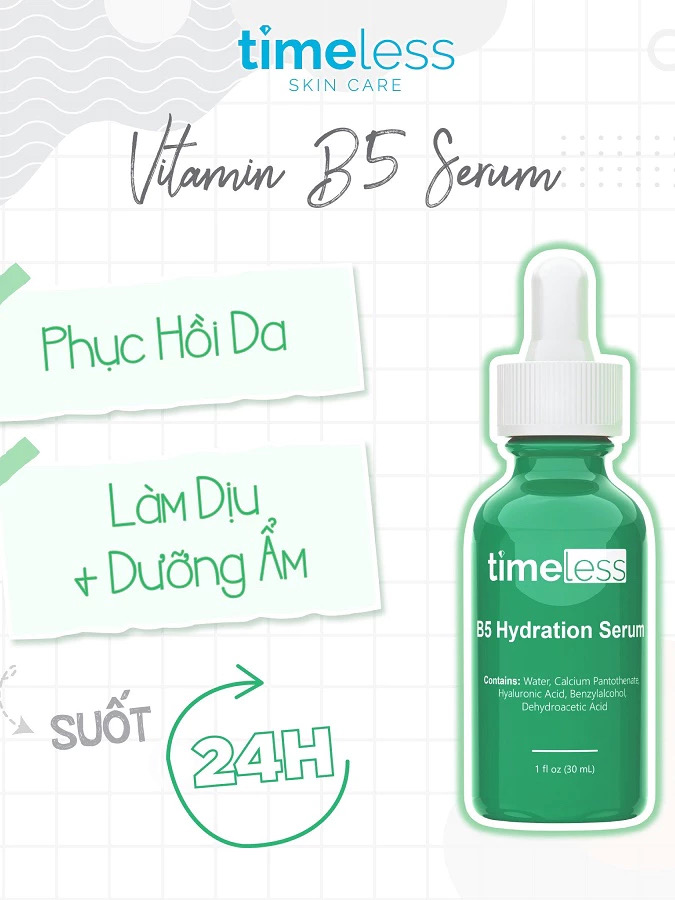 timeless
SKIN CARE
Vitamin B5 Serum
Phục Hồi Da
Làm Dịu
+ Dưỡng Ẩm
SUỐT
24H
timeless
B5 Hydration Serum
Contains: Water, Calcium Pantothenate,
Hyaluronic Acid, Benzylalcohol,
Dehydroacetic Acid
1 fl oz (30 mL)